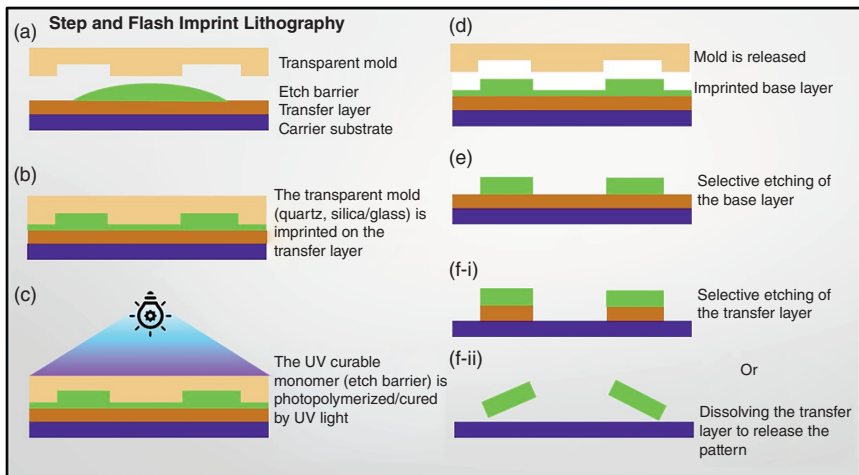 Step and Flash Imprint Lithography
(a)
Transparent mold
Etch barrier
Transfer layer
Carrier substrate
(b)
The transparent mold
(quartz, silica/glass) is
imprinted on the
transfer layer
(c)
The UV curable
monomer (etch barrier) is
photopolymerized/cured
by UV light
(d)
Mold is released
Imprinted base layer
(e)
Selective etching of
the base layer
(f-i)
Selective etching of
the transfer layer
(f-ii)
Or
Dissolving the transfer
layer to release the
pattern